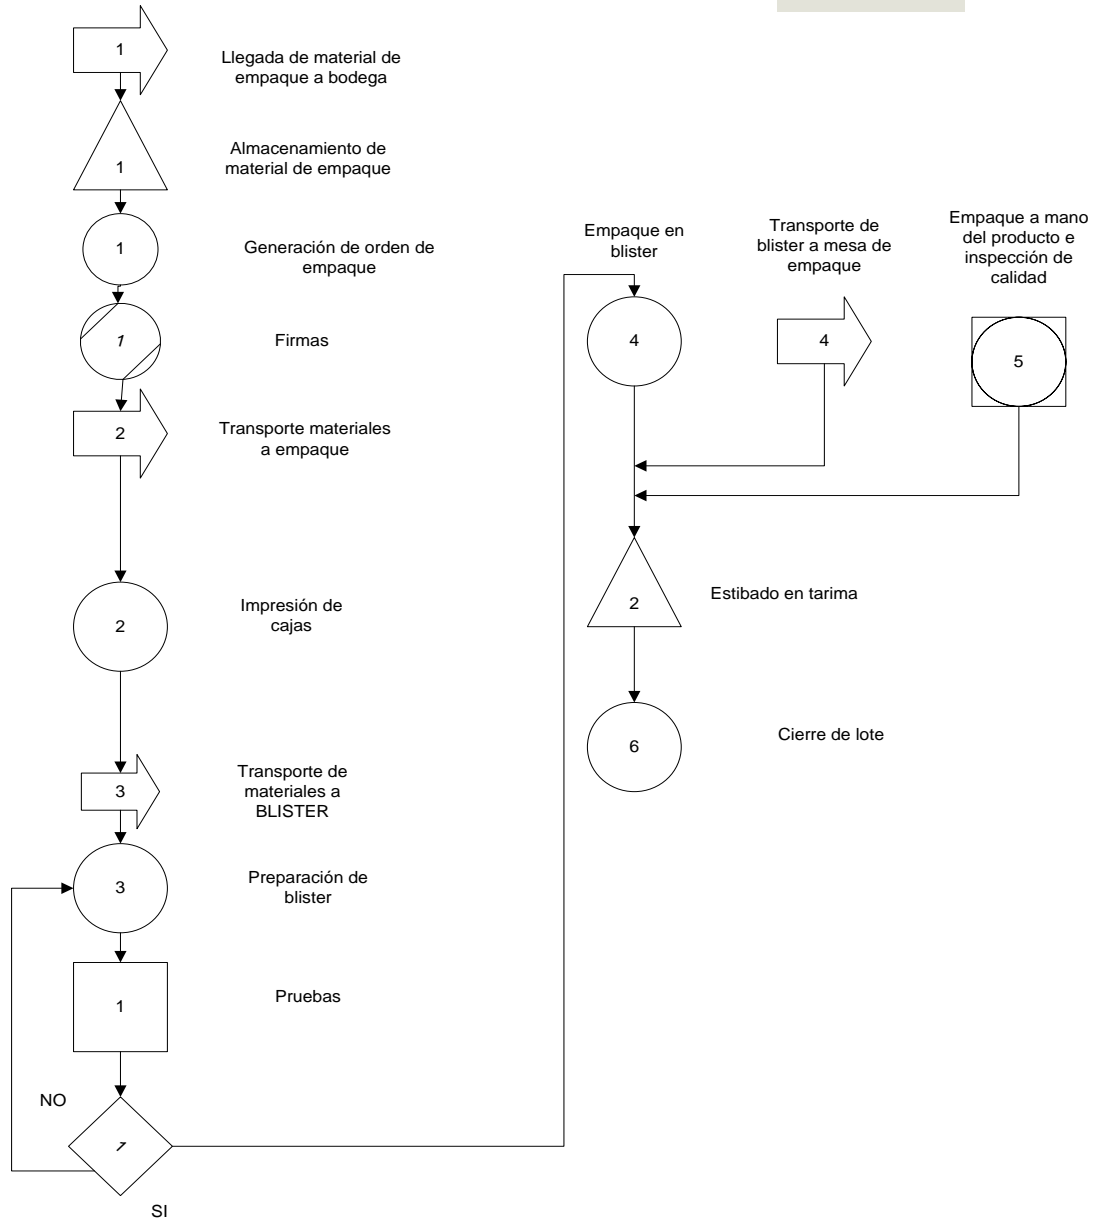 1
Llegada de material de
empaque a bodega
1
Almacenamiento de
material de empaque
1
Generación de orden de
empaque
1
Firmas
2
Transporte materiales
a empaque
2
Impresión de
cajas
3
Transporte de
materiales a
BLISTER
3
Preparación de
blister
1
Pruebas
NO
1
SI
Empaque en
blister
4
Transporte de
blister a mesa de
empaque
4
Empaque a mano
del producto e
inspección de
calidad
5
2
Estibado en tarima
6
Cierre de lote